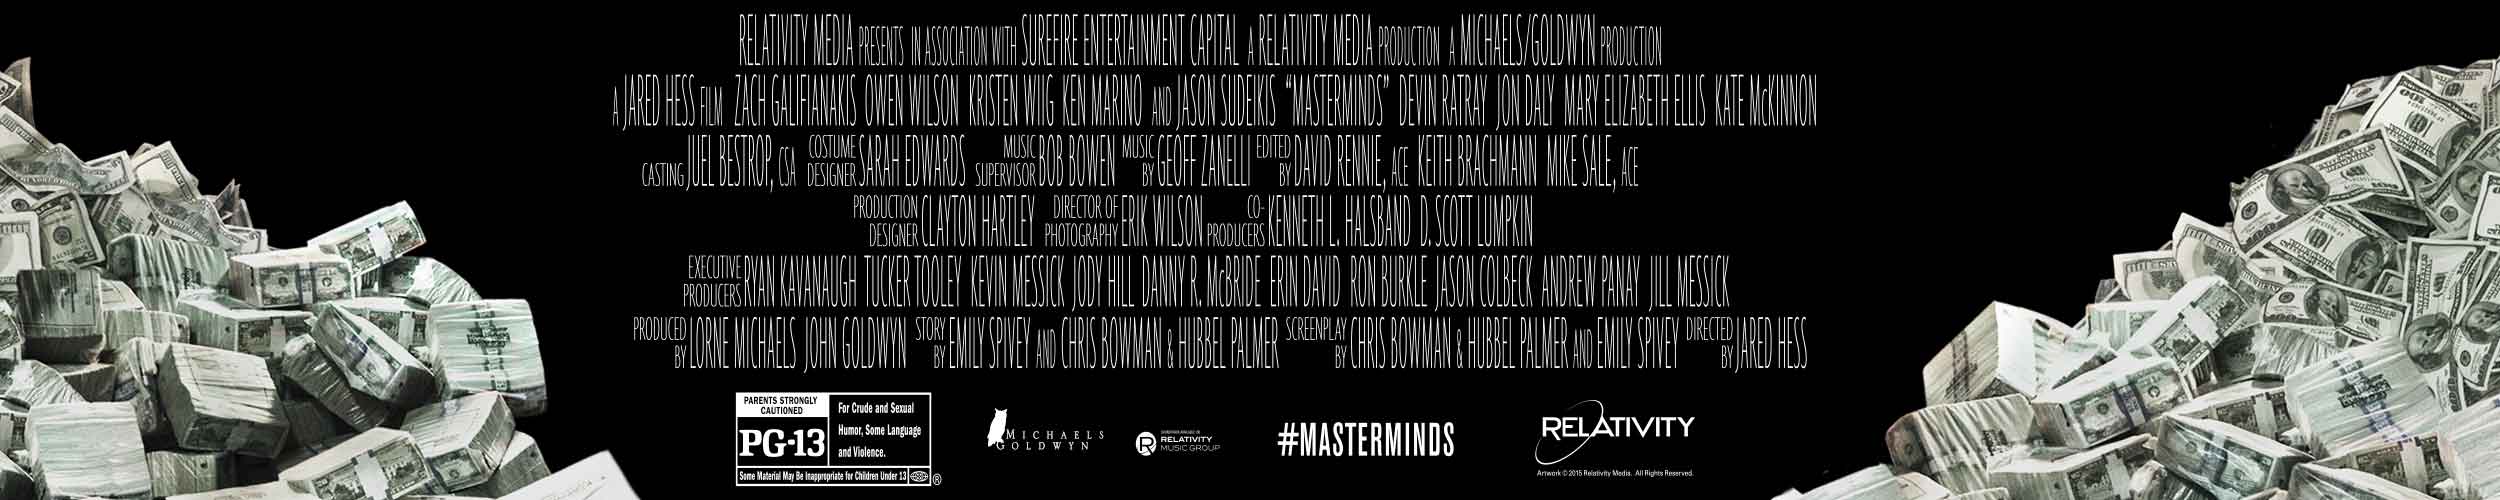 RELATIVITY MEDIA PRESENTS IN ASSOCIATION WITH SUREFIRE ENTERTAINMENT CAPITAL A RELATIVITY MEDIA PRODUCTION A MICHAELS/GOLDWYN PRODUCTION
A JARED HESS FILM ZACH GALIFIANAKIS OWEN WILSON KRISTEN WIIG KEN MARINO AND JASON SUDEIKIS "MASTERMINDS" DEVIN RATRAY JON DALY MARY ELIZABETH ELLIS KATE McKINNON
CASTING JUEL BESTROP, CSA COSTUME DESIGNER SARAH EDWARDS MUSIC SUPERVISOR BOB BOWEN MUSIC BY GEOFF ZANELLI EDITED BY DAVID RENNIE, ACE KEITH BRACHMANN MIKE SALE, ACE
PRODUCTION DESIGNER CLAYTON HARTLEY DIRECTOR OF PHOTOGRAPHY ERIK WILSON CO-PRODUCERS KENNETH L. HALSBAND D. SCOTT LUMPKIN
EXECUTIVE PRODUCERS RYAN KAVANAUGH TUCKER TOOLEY KEVIN MESSICK JODY HILL DANNY R. McBRIDE ERIN DAVID RON BURKLE JASON COLBECK ANDREW PANAY JILL MESSICK
PRODUCED BY LORNE MICHAELS JOHN GOLDWYN STORY BY EMILY SPIVEY AND CHRIS BOWMAN & HUBBEL PALMER SCREENPLAY BY CHRIS BOWMAN & HUBBEL PALMER AND EMILY SPIVEY DIRECTED BY JARED HESS
PARENTS STRONGLY CAUTIONED
PG-13
For Crude and Sexual
Humor, Some Language
and Violence.
Some Material May Be Inappropriate for Children Under 13 ®
MICHAELS
GOLDWYN
SOUNDTRACK AVAILABLE ON
R RELATIVITY
MUSIC GROUP
#MASTERMINDS
RELATIVITY
Artwork © 2015 Relativity Media. All Rights Reserved.